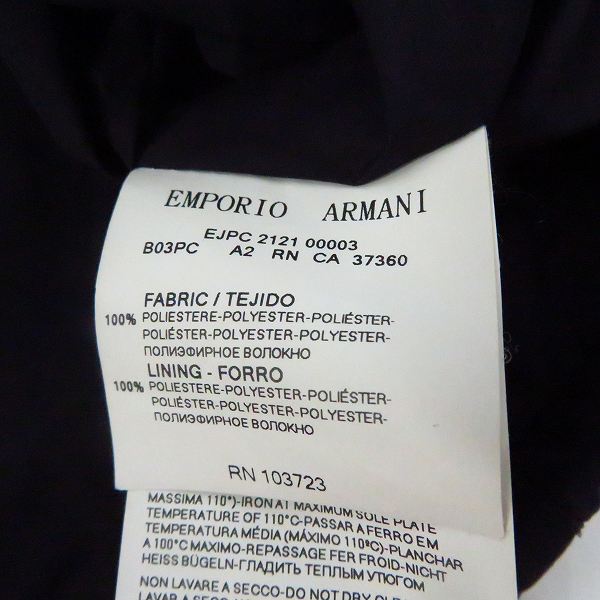 EMPORIO ARMANI
EJPC 2121 00003
B03PC A2 RN CA 37360
FABRIC / TEJIDO
100% POLIESTERE-POLYESTER-POLIÉSTER-
POLIÉSTER-POLYESTER-POLYESTER-
ПОЛИЭФИРНОЕ ВОЛОКНО
LINING - FORRO
100% POLIESTERE-POLYESTER-POLIÉSTER-
POLIÉSTER-POLYESTER-POLYESTER-
ПОЛИЭФИРНОЕ ВОЛОКНО
RN 103723
MASSIMA 110°)-IRON AT MAXIMUM SOLE PLATE
TEMPERATURE OF 110°C-PASSAR A FERRO EM
TEMPERATURA MÉDIA (MÁXIMO 110°C)-PLANCHAR
A 100°C MAXIMO-REPASSAGE FER FROID-NICHT
HEISS BÜGELN-ГЛАДИТЬ ТЕПЛЫМ УТЮГОМ
NON LAVARE A SECCO-DO NOT DRY CLEAN